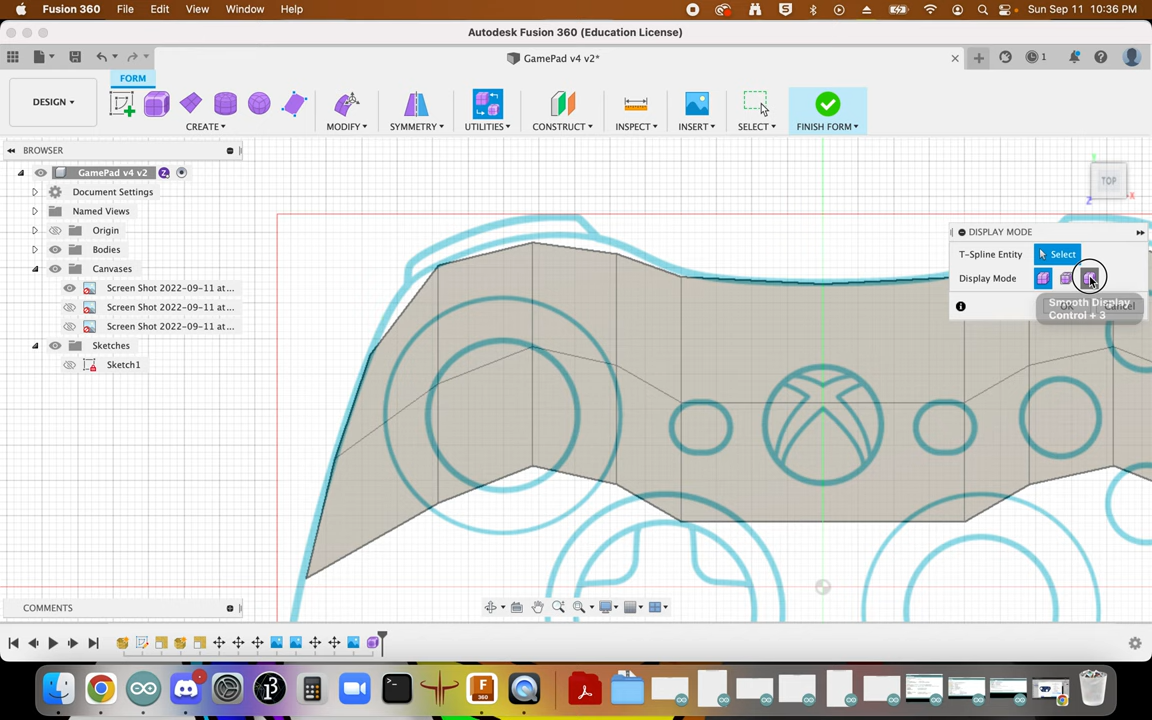 Fusion 360 File Edit View Window Help
Sun Sep 11 10:36 PM
Autodesk Fusion 360 (Education License)
GamePad v4 v2*
1
FORM
DESIGN
CREATE MODIFY SYMMETRY UTILITIES CONSTRUCT INSPECT INSERT SELECT FINISH FORM
BROWSER
GamePad v4 v2
Document Settings
Named Views
Origin
Bodies
Canvases
Screen Shot 2022-09-11 at...
Screen Shot 2022-09-11 at...
Screen Shot 2022-09-11 at...
Sketches
Sketch1
TOP
X
Z
DISPLAY MODE
T-Spline Entity Select
Display Mode
OK Cancel
Smooth Display
Control + 3
COMMENTS